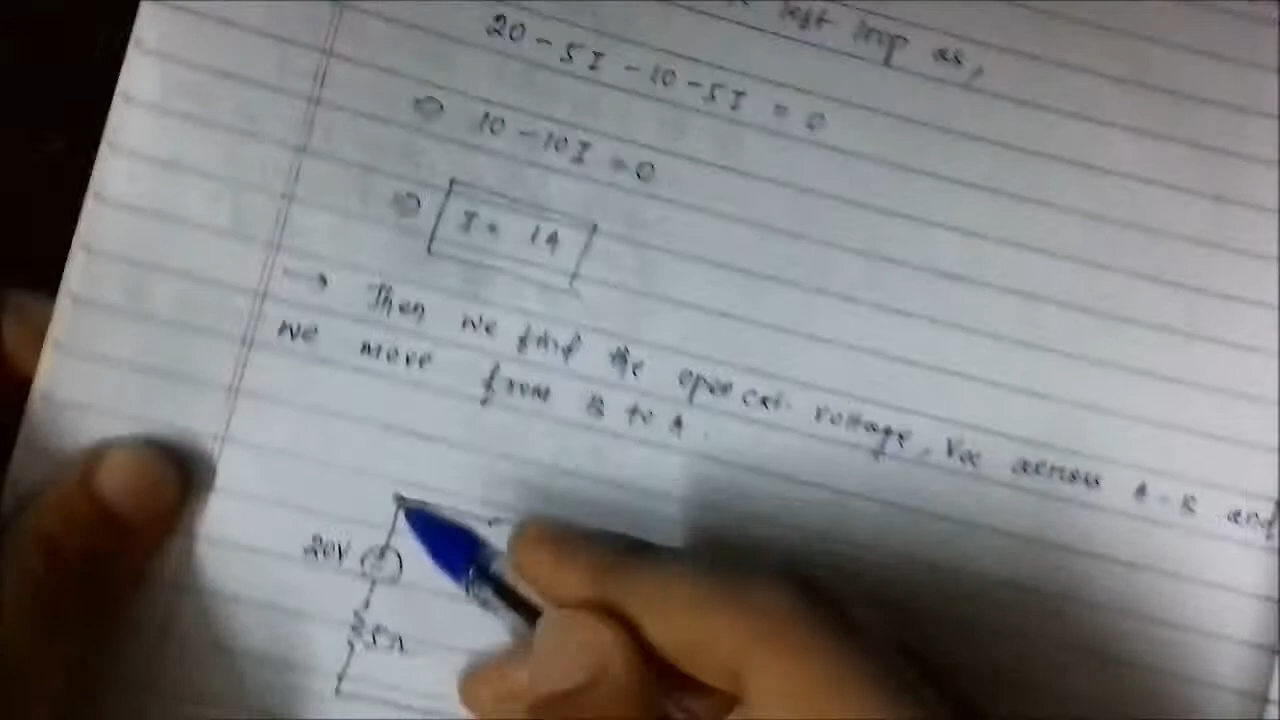 left loop as,
20 - 5I - 10 - 5I = 0
⇒ 10 - 10I = 0
⇒ I = 1A
→ Then we find the open ckt. voltage, Voc across A-B and
we move from B to A.
20V
5Ω